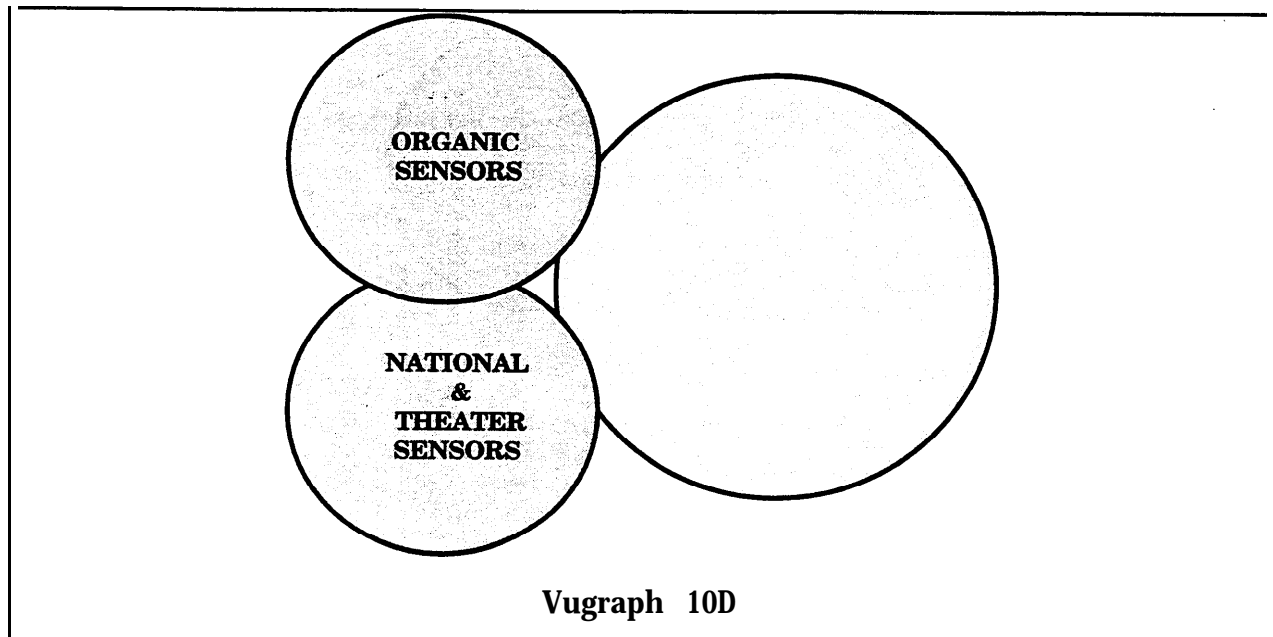 ORGANIC
SENSORS
NATIONAL
&
THEATER
SENSORS
Vugraph 10D